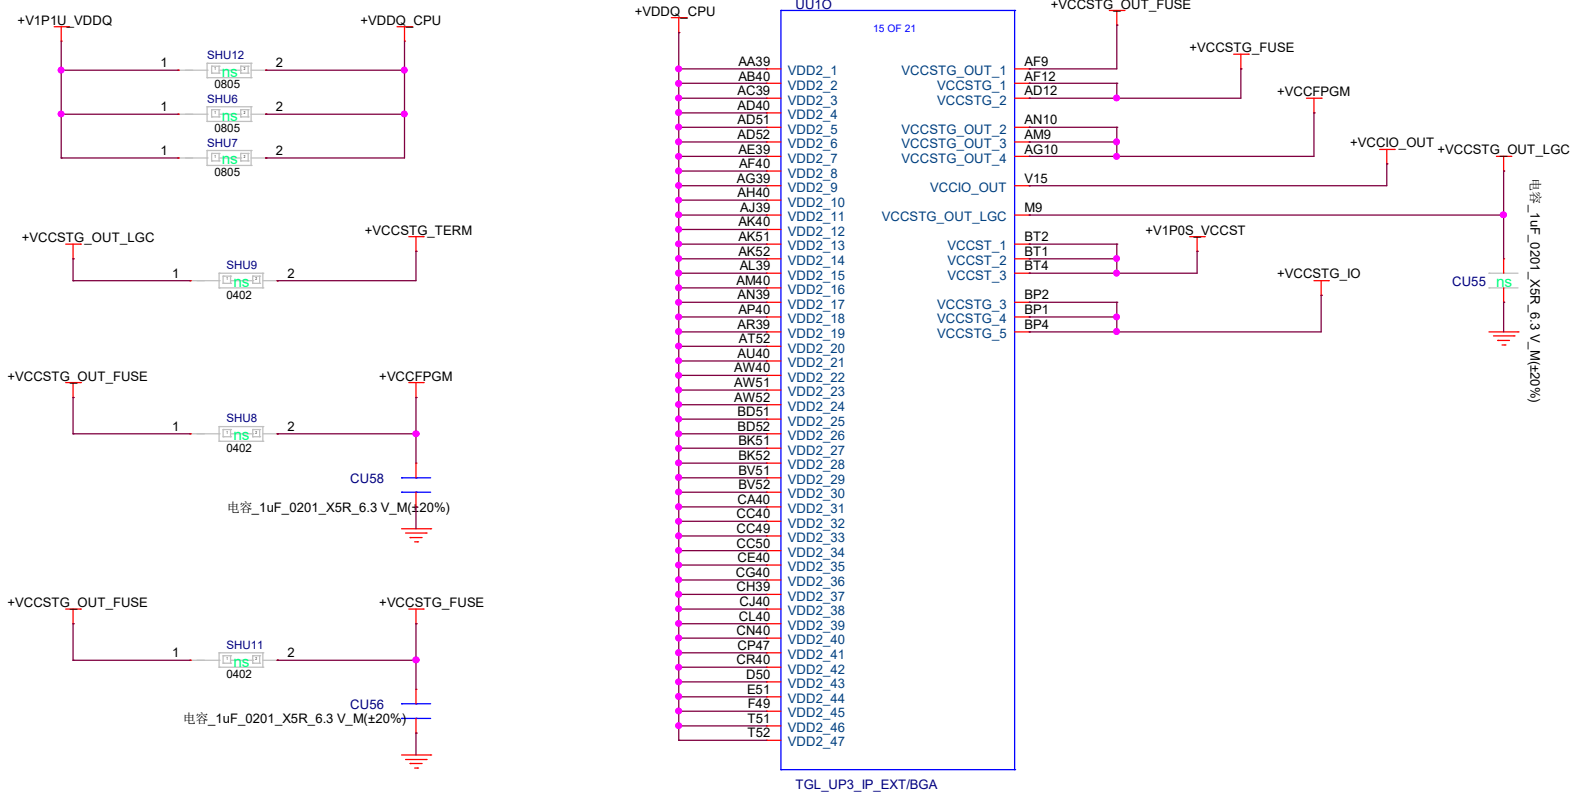 +V1P1U_VDDQ
+VDDQ_CPU
1
SHU12
ns
0805
2
1
SHU6
ns
0805
2
1
SHU7
ns
0805
2
+VCCSTG_OUT_LGC
+VCCSTG_TERM
1
SHU9
ns
0402
2
+VCCSTG_OUT_FUSE
+VCCFPGM
1
SHU8
ns
0402
2
CU58
电容_1uF_0201_X5R_6.3 V_M(±20%)
+VCCSTG_OUT_FUSE
+VCCSTG_FUSE
1
SHU11
ns
0402
2
CU56
电容_1uF_0201_X5R_6.3 V_M(±20%)
+VDDQ_CPU
UU1O
15 OF 21
AA39 VDD2_1
AB40 VDD2_2
AC39 VDD2_3
AD40 VDD2_4
AD51 VDD2_5
AD52 VDD2_6
AE39 VDD2_7
AF40 VDD2_8
AG39 VDD2_9
AH40 VDD2_10
AJ39 VDD2_11
AK40 VDD2_12
AK51 VDD2_13
AK52 VDD2_14
AL39 VDD2_15
AM40 VDD2_16
AN39 VDD2_17
AP40 VDD2_18
AR39 VDD2_19
AT52 VDD2_20
AU40 VDD2_21
AW40 VDD2_22
AW51 VDD2_23
AW52 VDD2_24
BD51 VDD2_25
BD52 VDD2_26
BK51 VDD2_27
BK52 VDD2_28
BV51 VDD2_29
BV52 VDD2_30
CA40 VDD2_31
CC40 VDD2_32
CC49 VDD2_33
CC50 VDD2_34
CE40 VDD2_35
CG40 VDD2_36
CH39 VDD2_37
CJ40 VDD2_38
CL40 VDD2_39
CN40 VDD2_40
CP47 VDD2_41
CR40 VDD2_42
D50 VDD2_43
E51 VDD2_44
F49 VDD2_45
T51 VDD2_46
T52 VDD2_47
TGL_UP3_IP_EXT/BGA
VCCSTG_OUT_1 AF9
VCCSTG_1 AF12
VCCSTG_2 AD12
VCCSTG_OUT_2 AN10
VCCSTG_OUT_3 AM9
VCCSTG_OUT_4 AG10
VCCIO_OUT V15
VCCSTG_OUT_LGC M9
VCCST_1 BT2
VCCST_2 BT1
VCCST_3 BT4
VCCSTG_3 BP2
VCCSTG_4 BP1
VCCSTG_5 BP4
+VCCSTG_OUT_FUSE
+VCCSTG_FUSE
+VCCFPGM
+VCCIO_OUT
+VCCSTG_OUT_LGC
+V1P0S_VCCST
+VCCSTG_IO
CU55
ns
电容_1uF_0201_X5R_6.3 V_M(±20%)